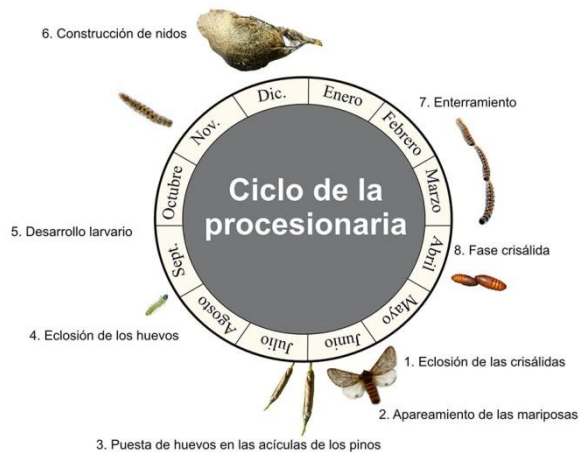 6. Construcción de nidos
7. Enterramiento
Ciclo de la
procesionaria
5. Desarrollo larvario
8. Fase crisálida
4. Eclosión de los huevos
1. Eclosión de las crisálidas
2. Apareamiento de las mariposas
3. Puesta de huevos en las acículas de los pinos
Enero
Febrero
Marzo
Abril
Mayo
Junio
Julio
Agosto
Sept.
Octubre
Nov.
Dic.